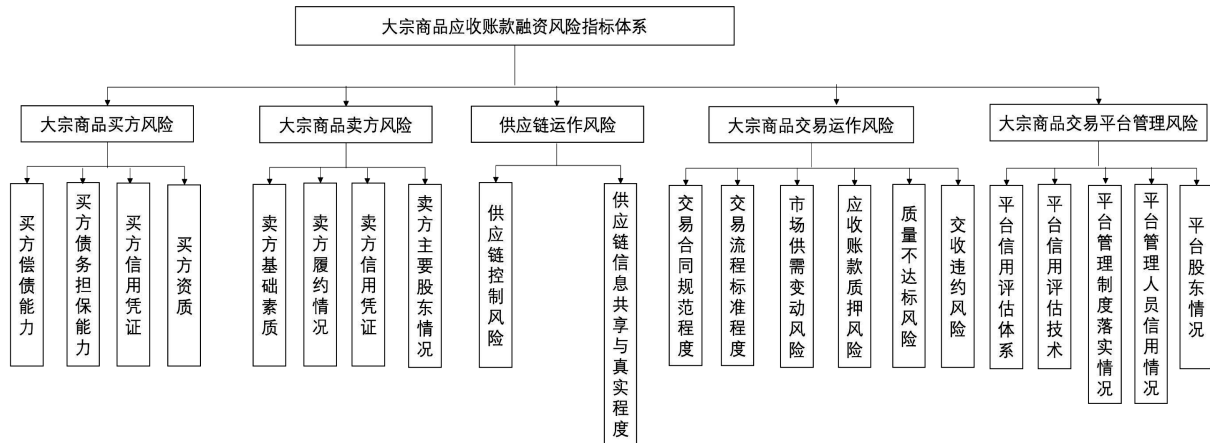 大宗商品应收账款融资风险指标体系
大宗商品买方风险
大宗商品卖方风险
供应链运作风险
大宗商品交易运作风险
大宗商品交易平台管理风险
买方偿债能力
买方债务担保能力
买方信用凭证
买方资质
卖方基础素质
卖方履约情况
卖方信用凭证
卖方主要股东情况
供应链控制风险
供应链信息共享与真实程度
交易合同规范程度
交易流程标准程度
市场供需变动风险
应收账款质押风险
质量不达标风险
交收违约风险
平台信用评估体系
平台信用评估技术
平台管理制度落实情况
平台管理人员信用情况
平台股东情况